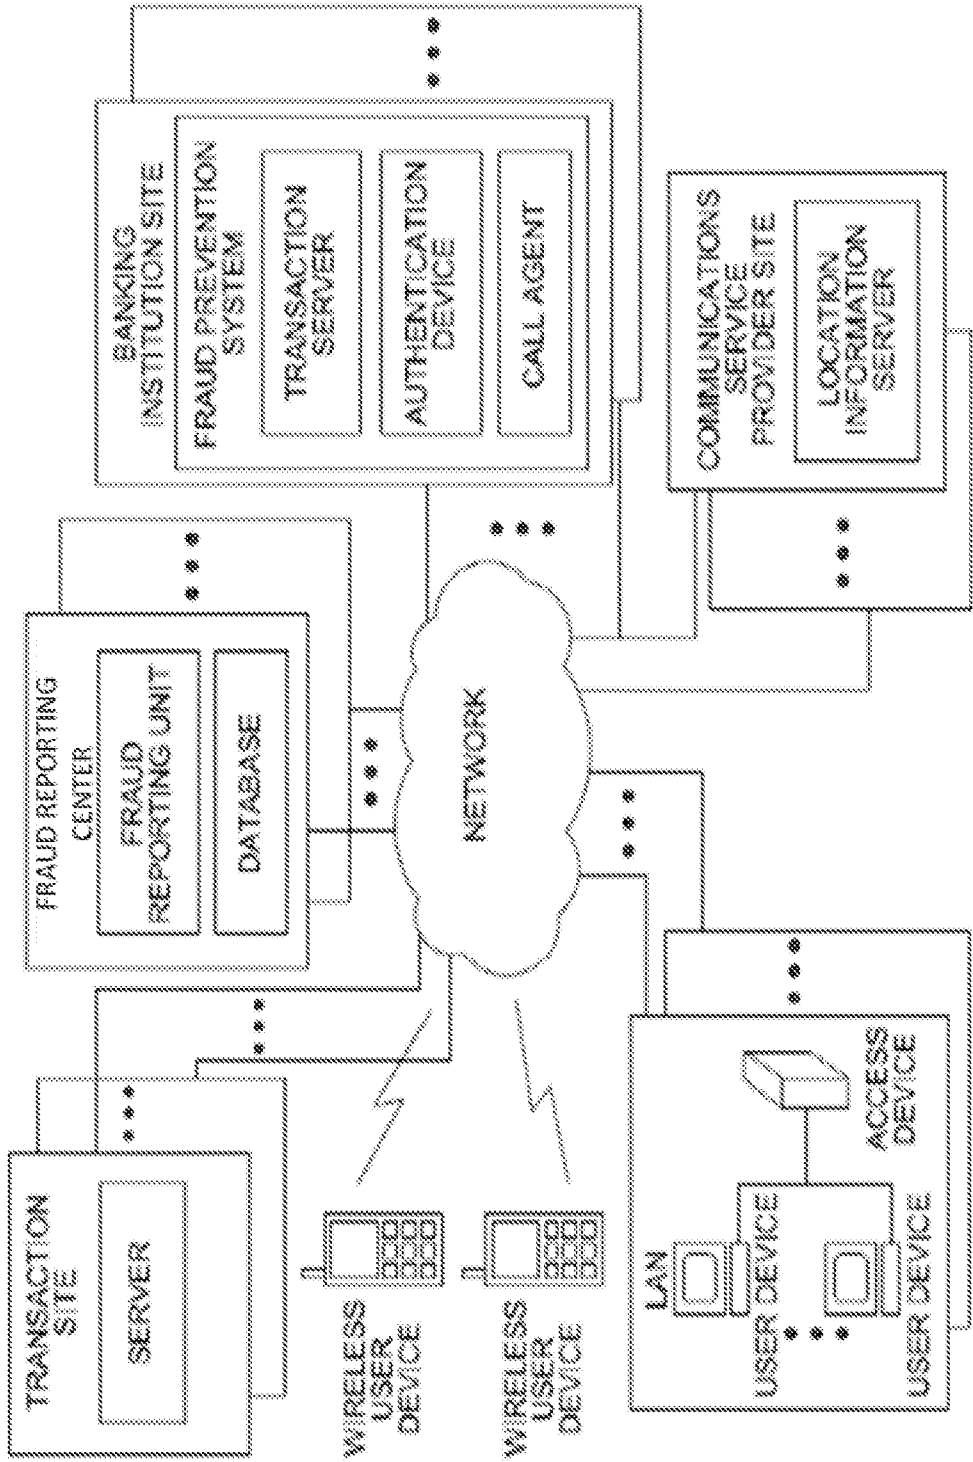 TRANSACTION
SITE
SERVER
FRAUD REPORTING
CENTER
FRAUD
REPORTING UNIT
DATABASE
BANKING
INSTITUTION SITE
FRAUD PREVENTION
SYSTEM
TRANSACTION
SERVER
AUTHENTICATION
DEVICE
CALL AGENT
WIRELESS
USER
DEVICE
WIRELESS
USER
DEVICE
NETWORK
LAN
USER DEVICE
USER DEVICE
ACCESS
DEVICE
COMMUNICATIONS
SERVICE
PROVIDER SITE
LOCATION
INFORMATION
SERVER